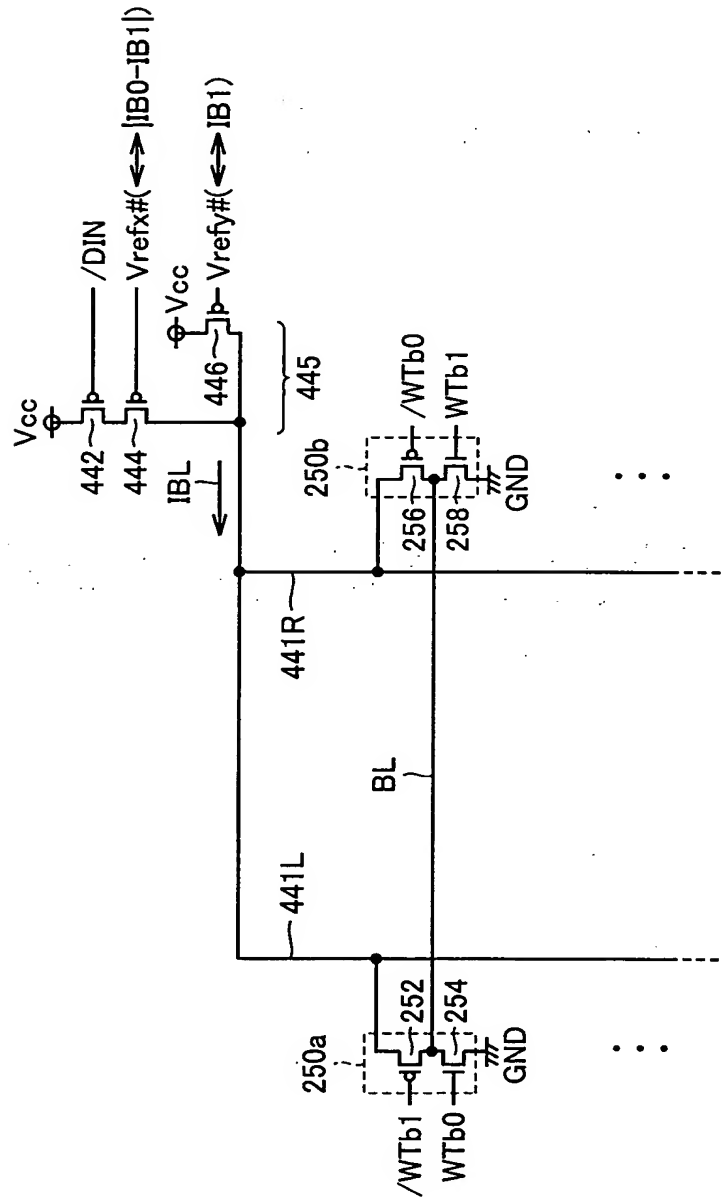 Vcc
/DIN
442
Vrefx#(⇔|IB0-IB1|)
444
Vcc
Vrefy#(⇔IB1)
446
445
IBL
441L
441R
250a
/WTb1
252
WTb0
254
GND
BL
250b
/WTb0
256
WTb1
258
GND